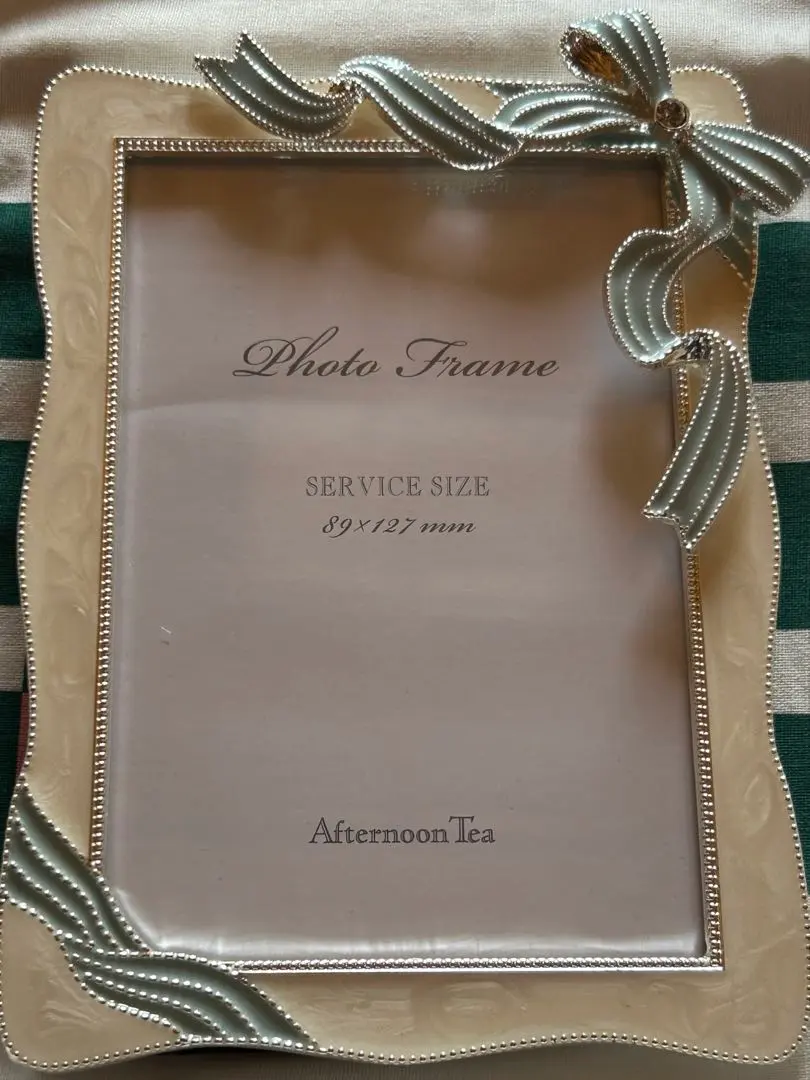 Photo Frame
SERVICE SIZE
89×127 mm
Afternoon Tea